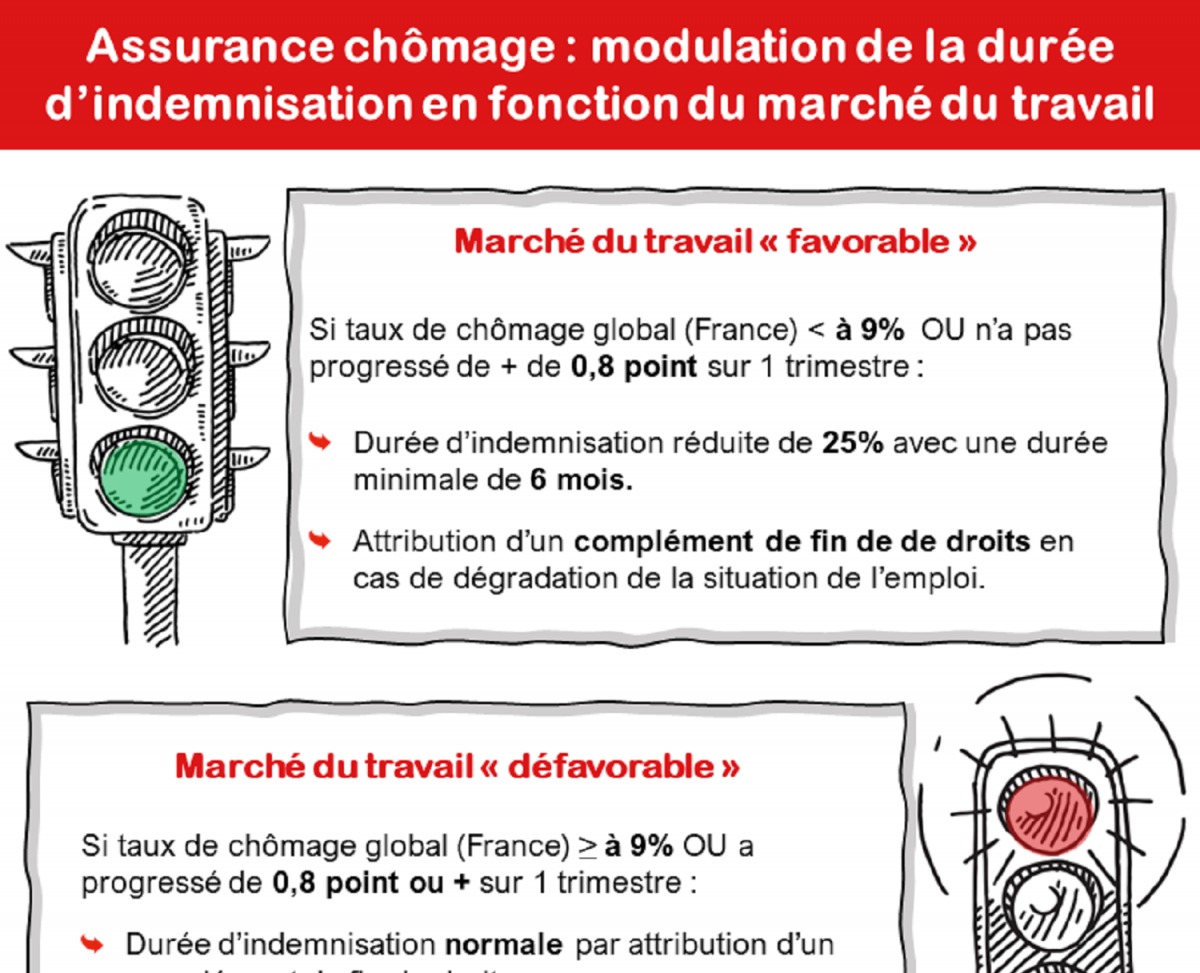 Assurance chômage : modulation de la durée
d’indemnisation en fonction du marché du travail
Marché du travail « favorable »
Si taux de chômage global (France) < à 9% OU n’a pas
progressé de + de 0,8 point sur 1 trimestre :
Durée d’indemnisation réduite de 25% avec une durée
minimale de 6 mois.
Attribution d’un complément de fin de de droits en
cas de dégradation de la situation de l’emploi.
Marché du travail « défavorable »
Si taux de chômage global (France) ≥ à 9% OU a
progressé de 0,8 point ou + sur 1 trimestre :
Durée d’indemnisation normale par attribution d’un